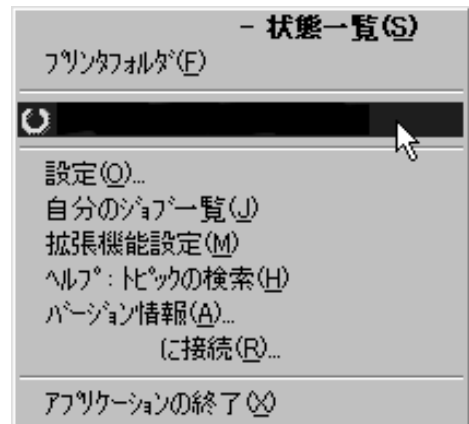 - 状態一覧(S)
ﾌﾟﾘﾝﾀﾌｫﾙﾀﾞ(F)
設定(O)...
自分のｼﾞｮﾌﾞ一覧(J)
拡張機能設定(M)
ﾍﾙﾌﾟ：ﾄﾋﾟｯｸの検索(H)
ﾊﾞｰｼﾞｮﾝ情報(A)...
に接続(R)...
ｱﾌﾟﾘｹｰｼｮﾝの終了(X)